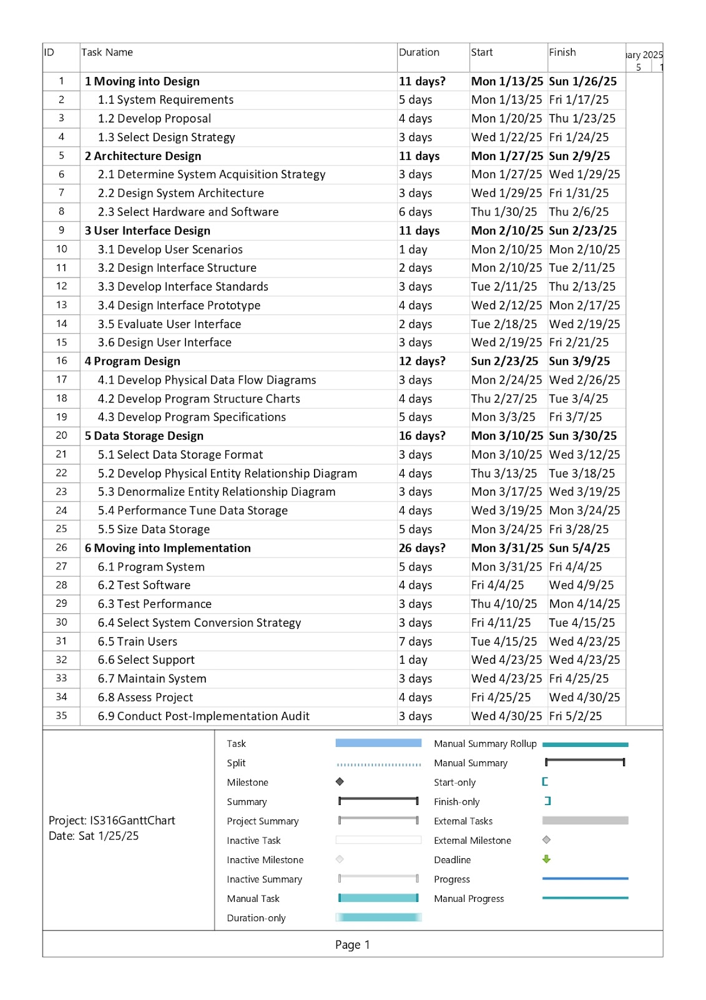 ID Task Name Duration Start Finish ary 2025
5 1
1 1 Moving into Design 11 days? Mon 1/13/25 Sun 1/26/25
2 1.1 System Requirements 5 days Mon 1/13/25 Fri 1/17/25
3 1.2 Develop Proposal 4 days Mon 1/20/25 Thu 1/23/25
4 1.3 Select Design Strategy 3 days Wed 1/22/25 Fri 1/24/25
5 2 Architecture Design 11 days Mon 1/27/25 Sun 2/9/25
6 2.1 Determine System Acquisition Strategy 3 days Mon 1/27/25 Wed 1/29/25
7 2.2 Design System Architecture 3 days Wed 1/29/25 Fri 1/31/25
8 2.3 Select Hardware and Software 6 days Thu 1/30/25 Thu 2/6/25
9 3 User Interface Design 11 days Mon 2/10/25 Sun 2/23/25
10 3.1 Develop User Scenarios 1 day Mon 2/10/25 Mon 2/10/25
11 3.2 Design Interface Structure 2 days Mon 2/10/25 Tue 2/11/25
12 3.3 Develop Interface Standards 3 days Tue 2/11/25 Thu 2/13/25
13 3.4 Design Interface Prototype 4 days Wed 2/12/25 Mon 2/17/25
14 3.5 Evaluate User Interface 2 days Tue 2/18/25 Wed 2/19/25
15 3.6 Design User Interface 3 days Wed 2/19/25 Fri 2/21/25
16 4 Program Design 12 days? Sun 2/23/25 Sun 3/9/25
17 4.1 Develop Physical Data Flow Diagrams 3 days Mon 2/24/25 Wed 2/26/25
18 4.2 Develop Program Structure Charts 4 days Thu 2/27/25 Tue 3/4/25
19 4.3 Develop Program Specifications 5 days Mon 3/3/25 Fri 3/7/25
20 5 Data Storage Design 16 days? Mon 3/10/25 Sun 3/30/25
21 5.1 Select Data Storage Format 3 days Mon 3/10/25 Wed 3/12/25
22 5.2 Develop Physical Entity Relationship Diagram 4 days Thu 3/13/25 Tue 3/18/25
23 5.3 Denormalize Entity Relationship Diagram 3 days Mon 3/17/25 Wed 3/19/25
24 5.4 Performance Tune Data Storage 4 days Wed 3/19/25 Mon 3/24/25
25 5.5 Size Data Storage 5 days Mon 3/24/25 Fri 3/28/25
26 6 Moving into Implementation 26 days? Mon 3/31/25 Sun 5/4/25
27 6.1 Program System 5 days Mon 3/31/25 Fri 4/4/25
28 6.2 Test Software 4 days Fri 4/4/25 Wed 4/9/25
29 6.3 Test Performance 3 days Thu 4/10/25 Mon 4/14/25
30 6.4 Select System Conversion Strategy 3 days Fri 4/11/25 Tue 4/15/25
31 6.5 Train Users 7 days Tue 4/15/25 Wed 4/23/25
32 6.6 Select Support 1 day Wed 4/23/25 Wed 4/23/25
33 6.7 Maintain System 3 days Wed 4/23/25 Fri 4/25/25
34 6.8 Assess Project 4 days Fri 4/25/25 Wed 4/30/25
35 6.9 Conduct Post-Implementation Audit 3 days Wed 4/30/25 Fri 5/2/25
Project: IS316GanttChart
Date: Sat 1/25/25
Task
Split
Milestone
Summary
Project Summary
Inactive Task
Inactive Milestone
Inactive Summary
Manual Task
Duration-only
Manual Summary Rollup
Manual Summary
Start-only
Finish-only
External Tasks
External Milestone
Deadline
Progress
Manual Progress
Page 1